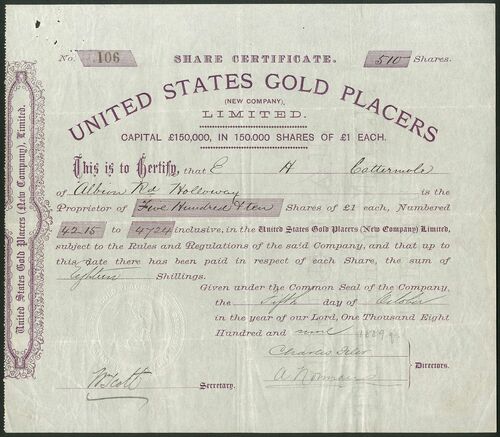 No. 106 SHARE CERTIFICATE. 510 Shares.
UNITED STATES GOLD PLACERS
(NEW COMPANY),
LIMITED.
CAPITAL £150,000, IN 150,000 SHARES OF £1 EACH.
This is to Certify, that E H Cattermole
of Albion Rd Holloway is the
Proprietor of Five Hundred & ten Shares of £1 each, Numbered
4215 to 4724 inclusive, in the United States Gold Placers (New Company) Limited,
subject to the Rules and Regulations of the said Company, and that up to
this date there has been paid in respect of each Share, the sum of
Eighteen Shillings.
Given under the Common Seal of the Company,
the Fifth day of October
in the year of our Lord, One Thousand Eight
Hundred and nine 1889
Charles
A. Norman
Directors.
W Scott
Secretary.
United States Gold Placers (New Company), Limited.